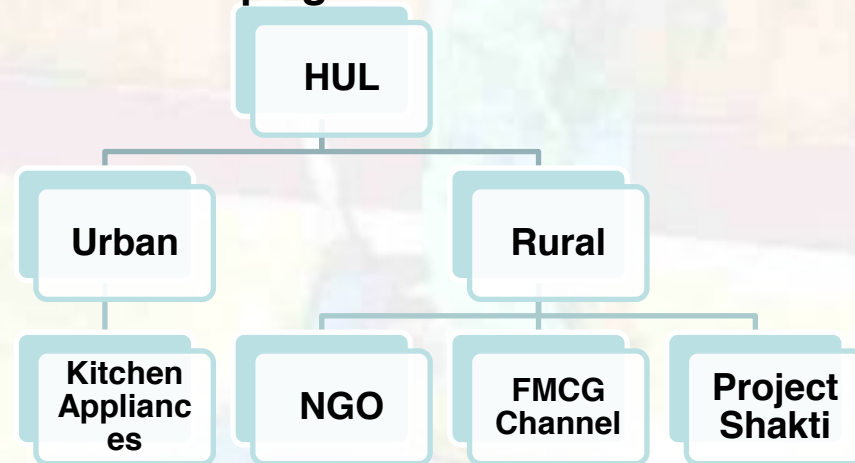 HUL
Urban
Rural
Kitchen
Applianc
es
NGO
FMCG
Channel
Project
Shakti